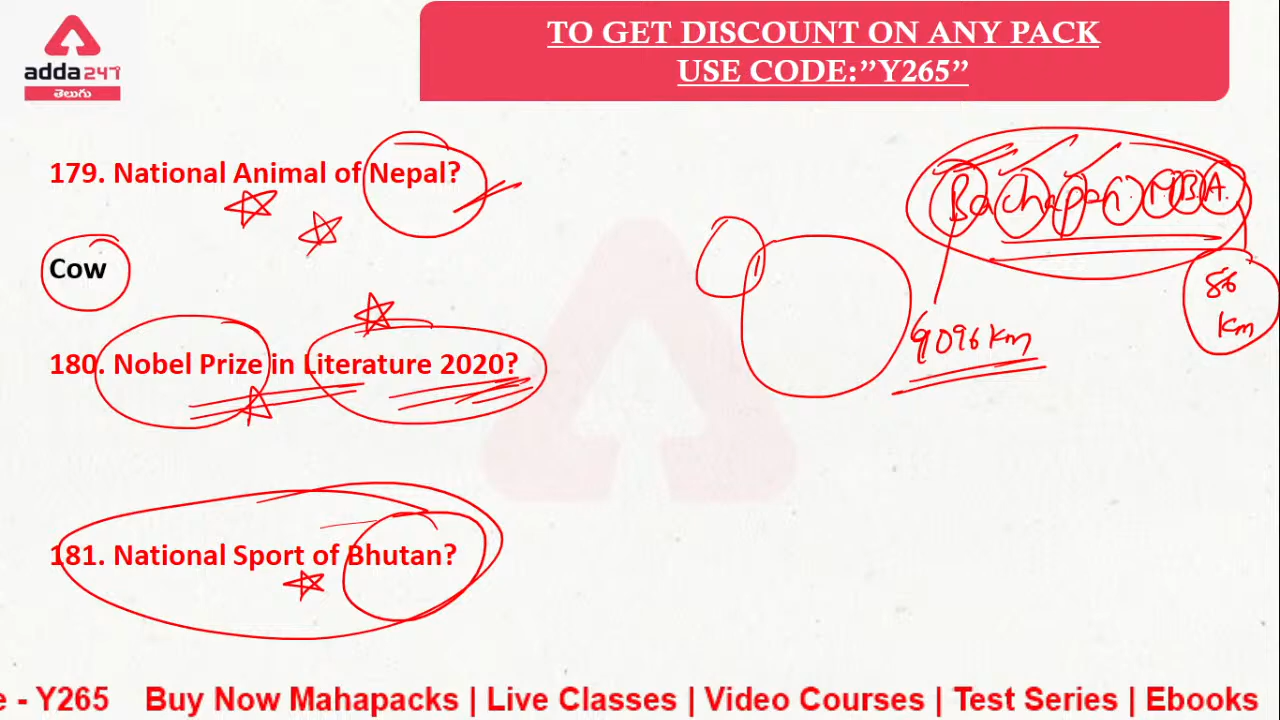 adda247
తెలుగు
TO GET DISCOUNT ON ANY PACK
USE CODE:”Y265”
179. National Animal of Nepal?
Bachapan MBA
Cow
86
Km
9096 Km
180. Nobel Prize in Literature 2020?
181. National Sport of Bhutan?
e - Y265 Buy Now Mahapacks | Live Classes | Video Courses | Test Series | Ebooks